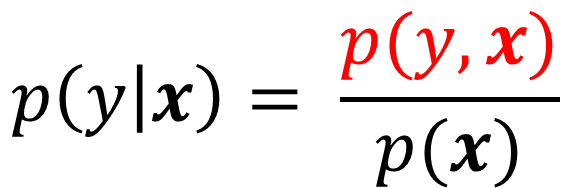 p(y|x) = p(y, x) / p(x)